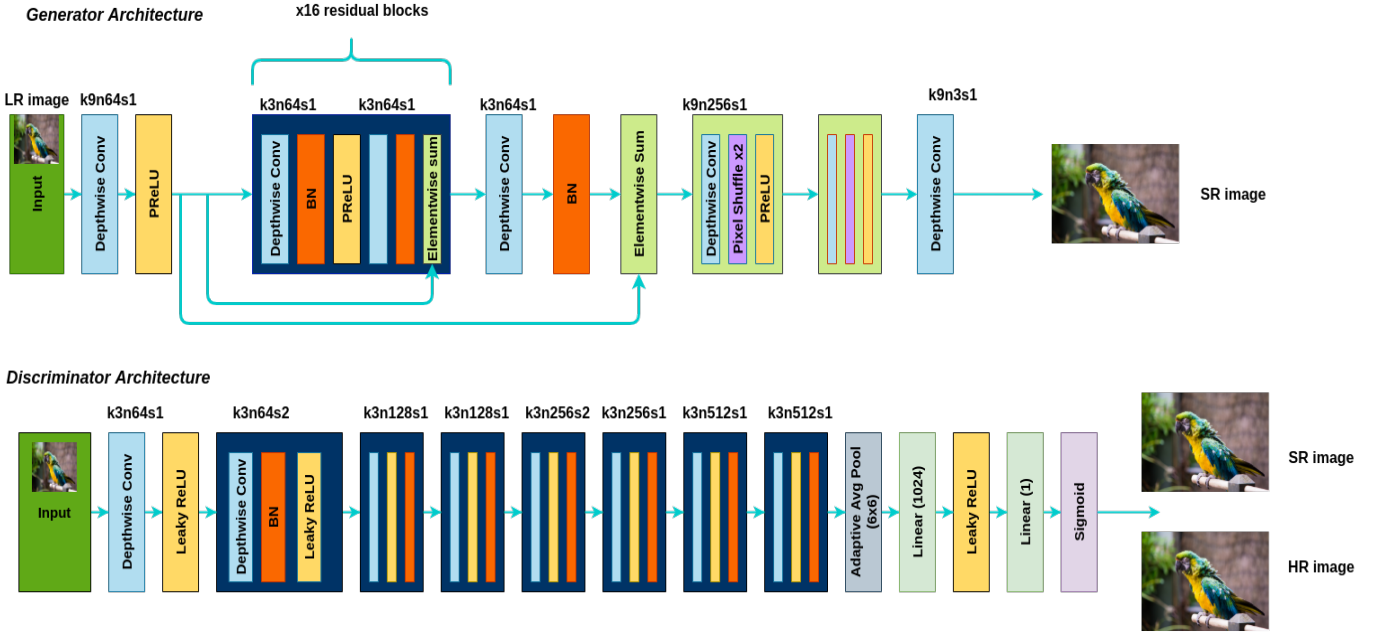 Generator Architecture
x16 residual blocks
LR image
k9n64s1
k3n64s1
k3n64s1
k3n64s1
k9n256s1
k9n3s1
Input
Depthwise Conv
PReLU
Depthwise Conv
BN
PReLU
Elementwise sum
Depthwise Conv
BN
Elementwise Sum
Depthwise Conv
Pixel Shuffle x2
PReLU
Depthwise Conv
SR image
Discriminator Architecture
k3n64s1
k3n64s2
k3n128s1
k3n128s1
k3n256s2
k3n256s1
k3n512s1
k3n512s1
Input
Depthwise Conv
Leaky ReLU
Depthwise Conv
BN
Leaky ReLU
Adaptive Avg Pool
(6x6)
Linear (1024)
Leaky ReLU
Linear (1)
Sigmoid
SR image
HR image